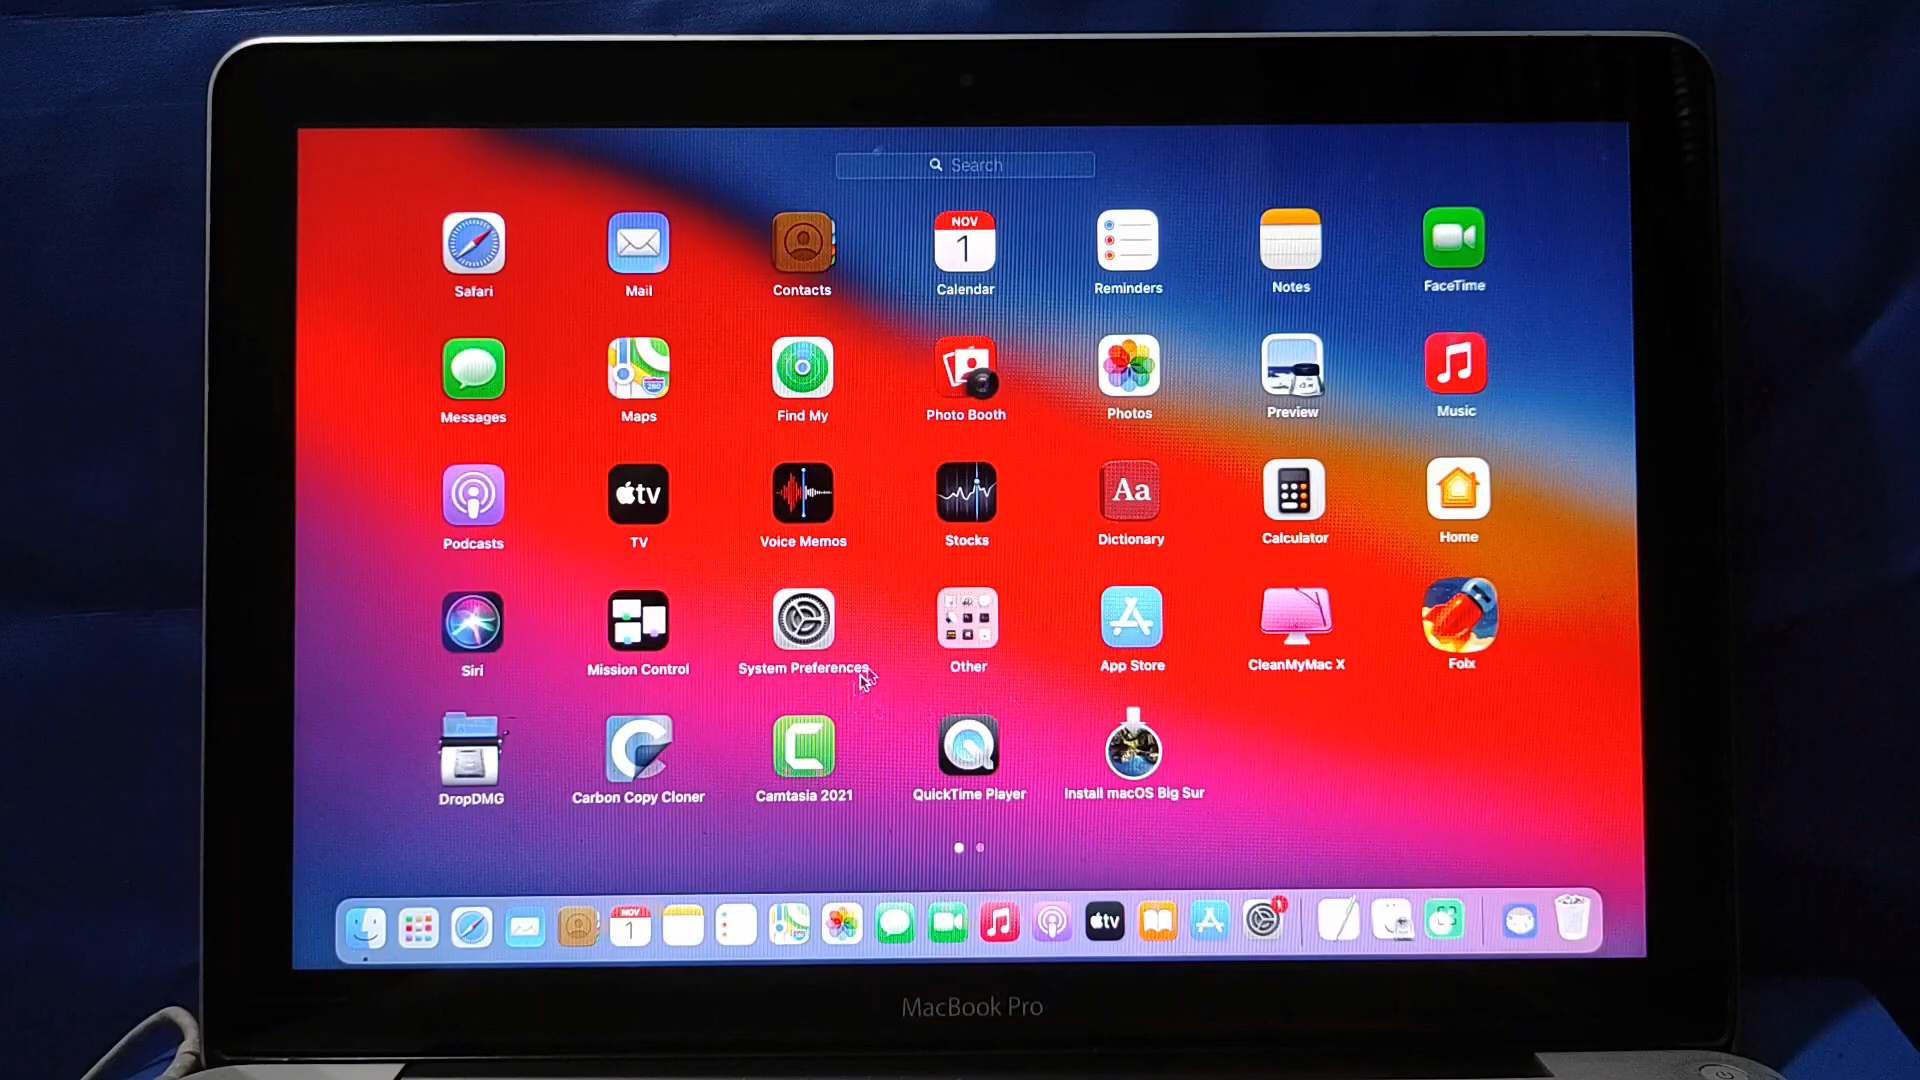 Search
NOV
1
Safari
Mail
Contacts
Calendar
Reminders
Notes
FaceTime
280
Messages
Maps
Find My
Photo Booth
Photos
Preview
Music
tv
Aa
Podcasts
TV
Voice Memos
Stocks
Dictionary
Calculator
Home
Siri
Mission Control
System Preferences
Other
App Store
CleanMyMac X
Folx
DropDMG
Carbon Copy Cloner
Camtasia 2021
QuickTime Player
Install macOS Big Sur
NOV
1
tv
1
MacBook Pro